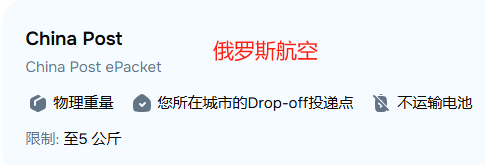 China Post
俄罗斯航空
China Post ePacket
物理重量 您所在城市的Drop-off投递点 不运输电池
限制: 至5 公斤